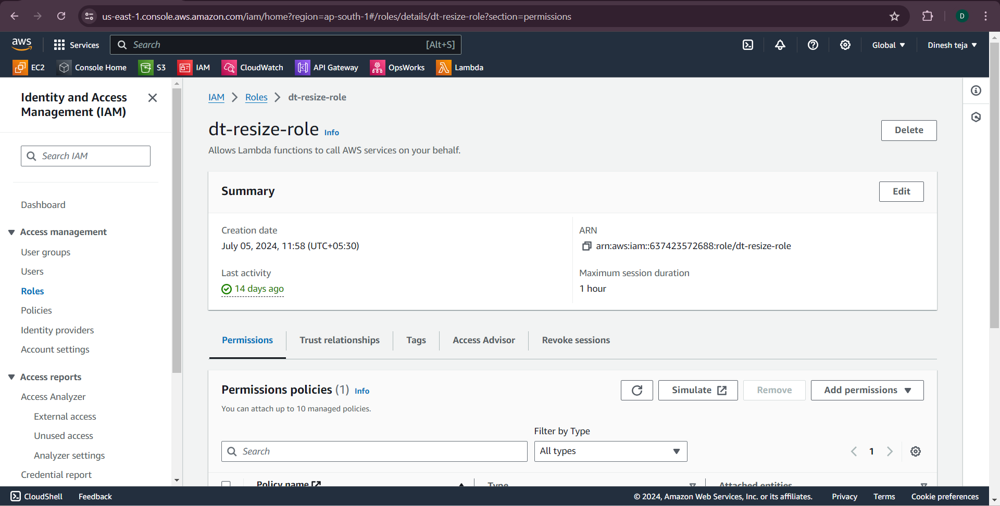 us-east-1.console.aws.amazon.com/iam/home?region=ap-south-1#/roles/details/dt-resize-role?section=permissions
D
aws
Services
Search
[Alt+S]
Global
Dinesh teja
EC2
Console Home
S3
IAM
CloudWatch
API Gateway
OpsWorks
Lambda
Identity and Access
Management (IAM)
Search IAM
Dashboard
Access management
User groups
Users
Roles
Policies
Identity providers
Account settings
Access reports
Access Analyzer
External access
Unused access
Analyzer settings
Credential report
IAM
Roles
dt-resize-role
dt-resize-role Info
Delete
Allows Lambda functions to call AWS services on your behalf.
Summary
Edit
Creation date
July 05, 2024, 11:58 (UTC+05:30)
ARN
arn:aws:iam::637423572688:role/dt-resize-role
Last activity
14 days ago
Maximum session duration
1 hour
Permissions
Trust relationships
Tags
Access Advisor
Revoke sessions
Permissions policies (1) Info
You can attach up to 10 managed policies.
Simulate
Remove
Add permissions
Filter by Type
Search
All types
1
Policy name
Type
Attached entities
CloudShell
Feedback
© 2024, Amazon Web Services, Inc. or its affiliates.
Privacy
Terms
Cookie preferences